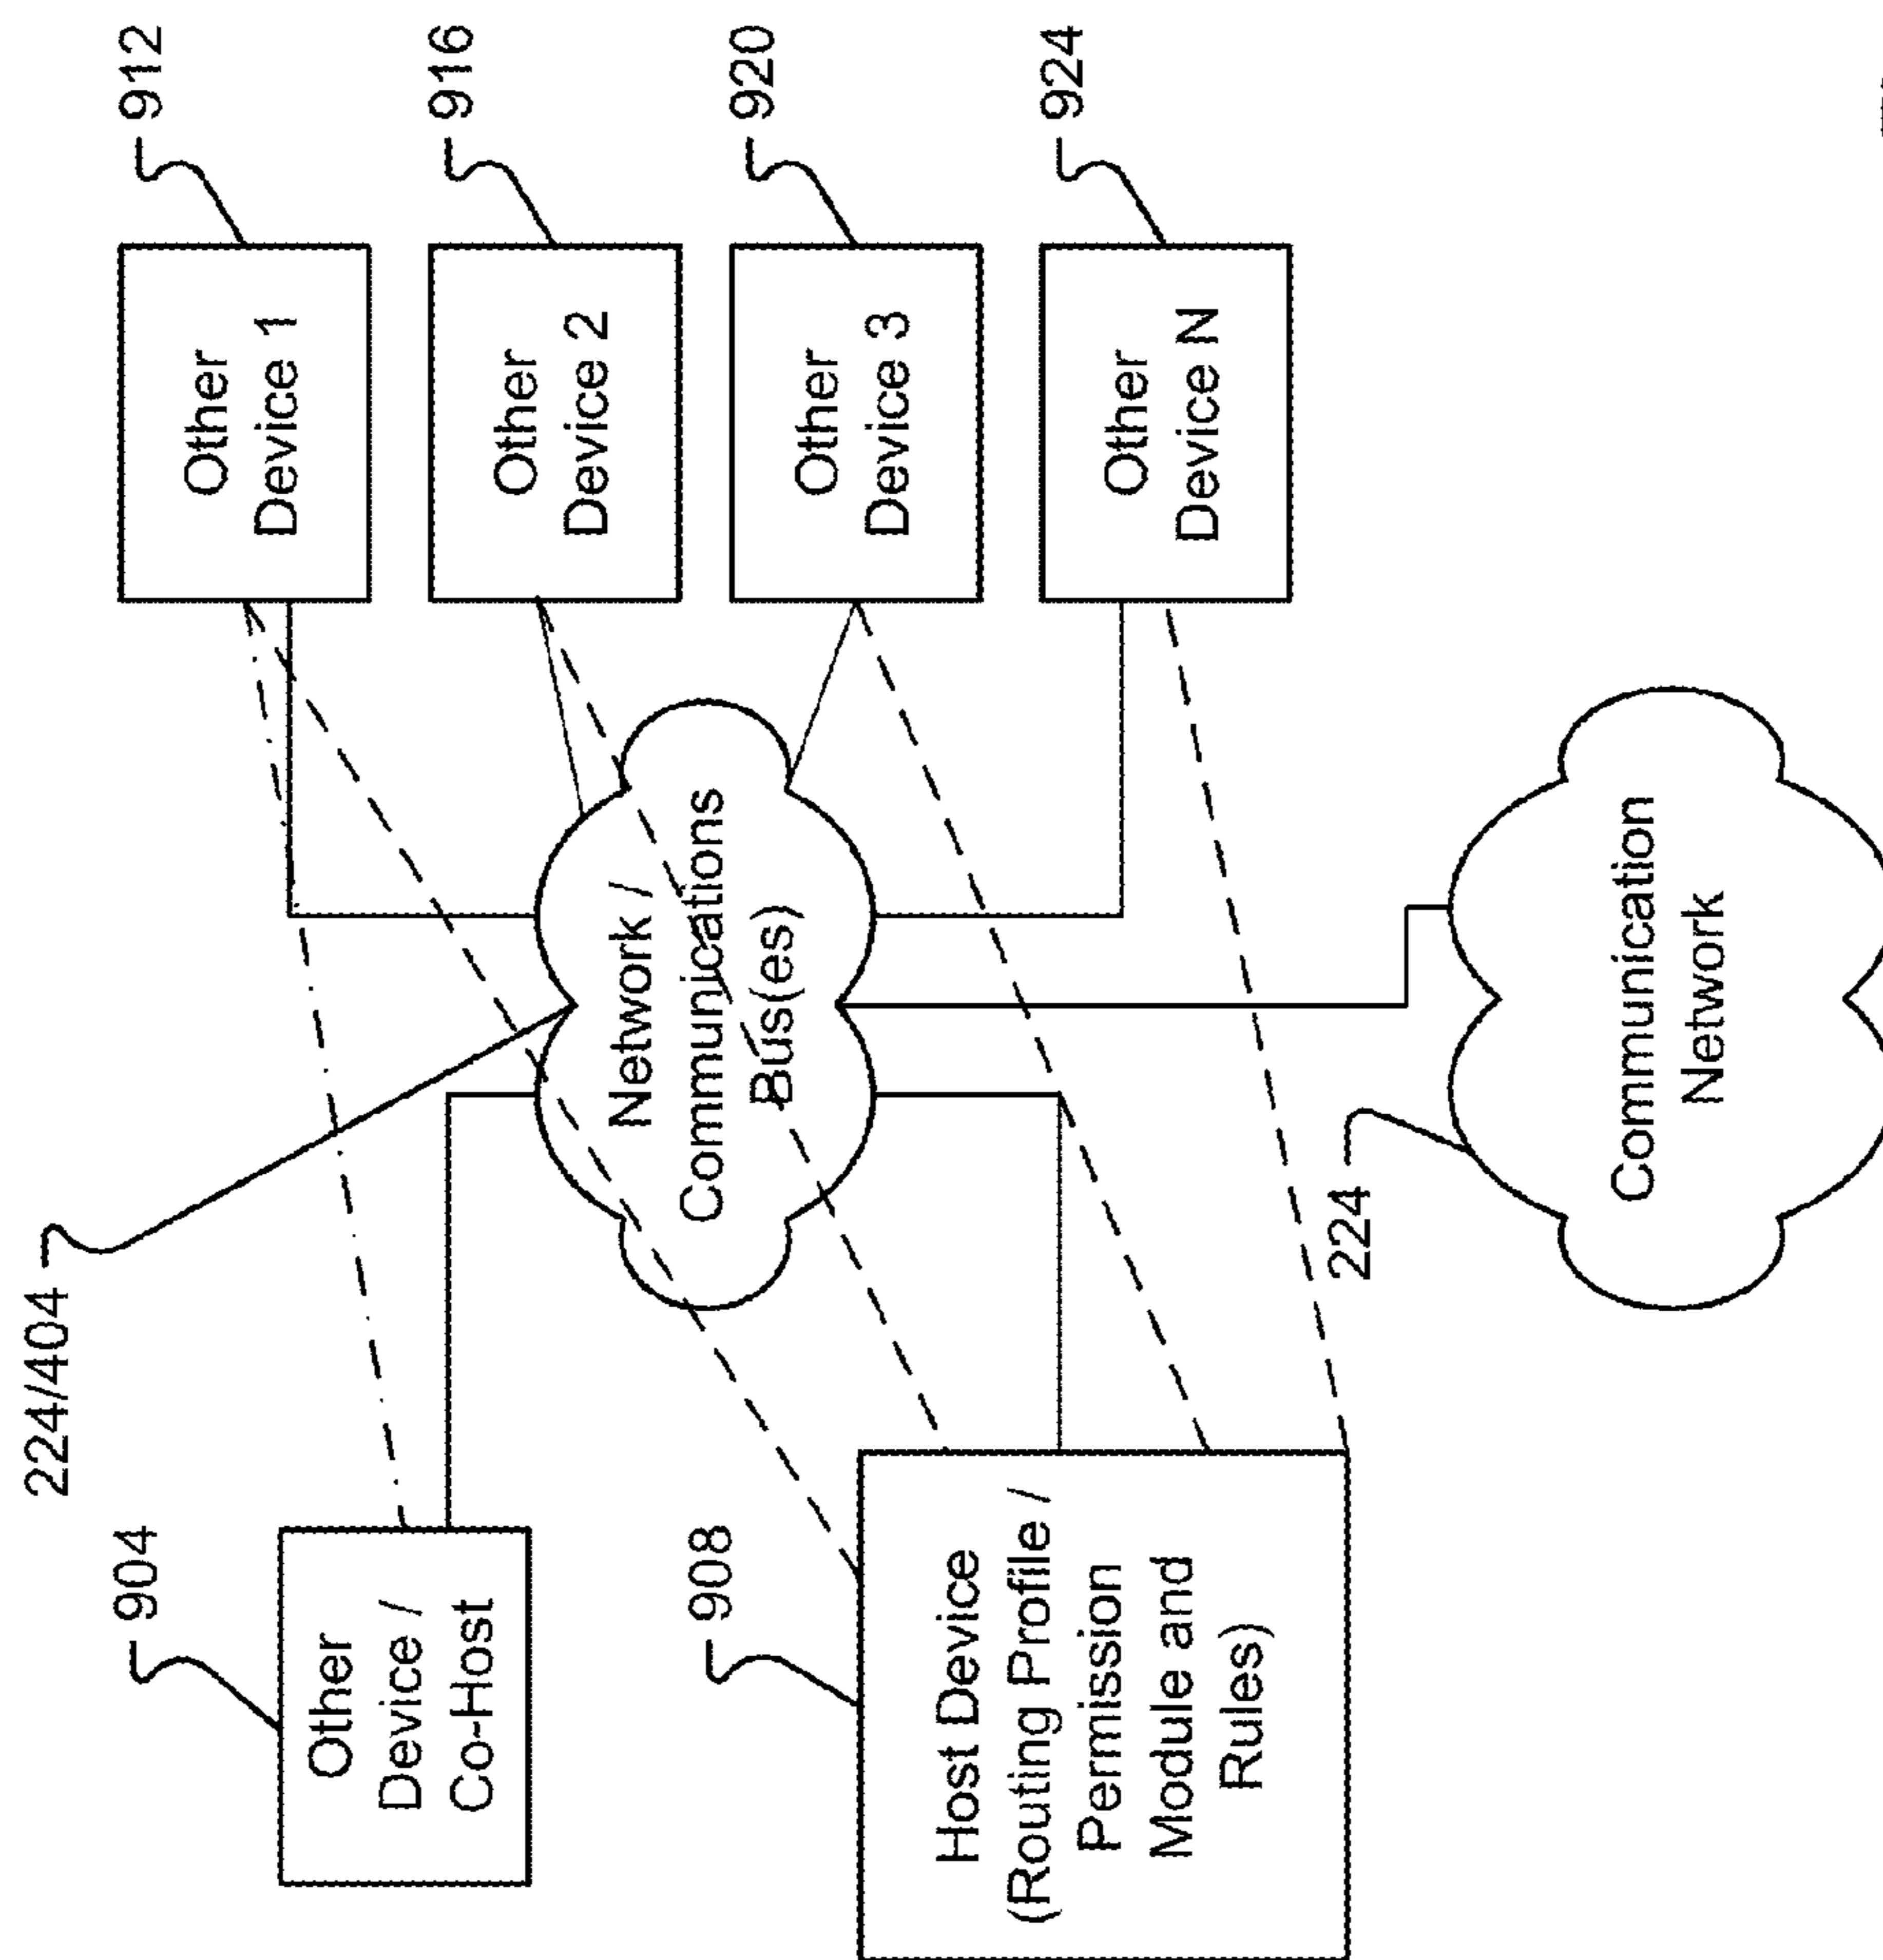 224/404
904
Other
Device /
Co-Host
908
Host Device
(Routing Profile /
Permission
Module and
Rules)
Network /
Communications
Bus(es)
224
Communication
Network
Other
Device 1
912
Other
Device 2
916
Other
Device 3
920
Other
Device N
924